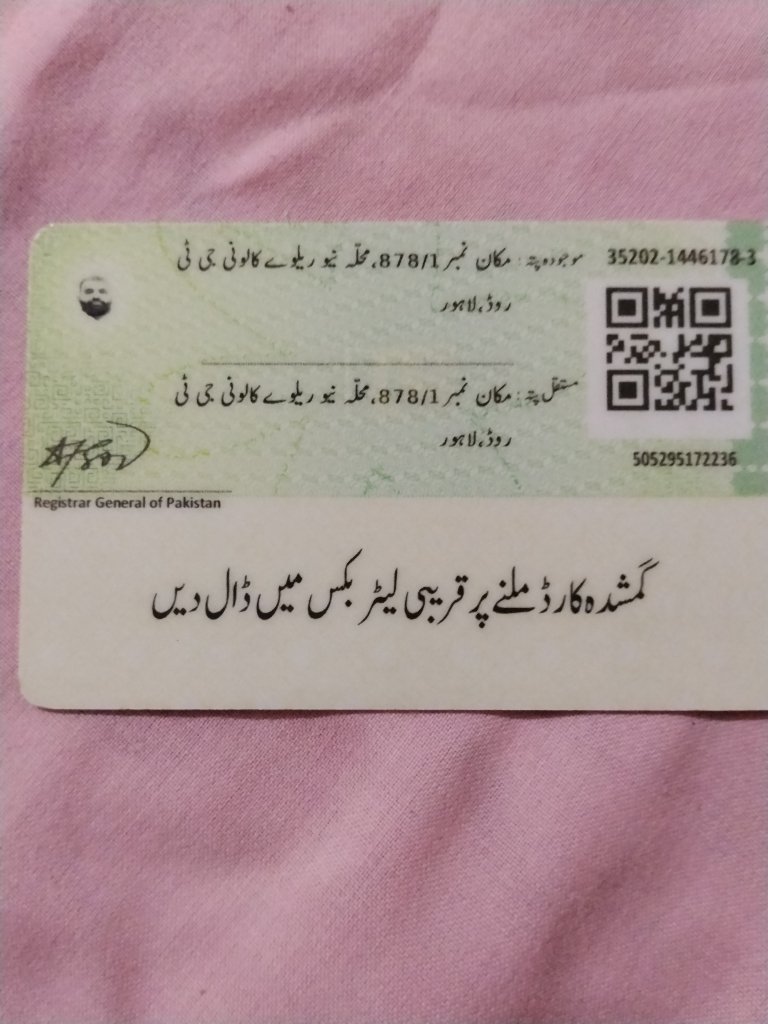 35202-1446178-3
موجودہ پتہ: مکان نمبر 878/1، محلّہ نیو ریلوے کالونی جی ٹی
روڈ، لاہور
مستقل پتہ: مکان نمبر 878/1، محلّہ نیو ریلوے کالونی جی ٹی
روڈ، لاہور
505295172236
Registrar General of Pakistan
گمشدہ کارڈ ملنے پر قریبی لیٹر بکس میں ڈال دیں